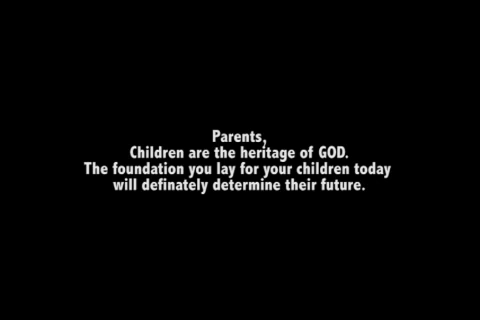 Parents,
Children are the heritage of GOD.
The foundation you lay for your children today
will definately determine their future.